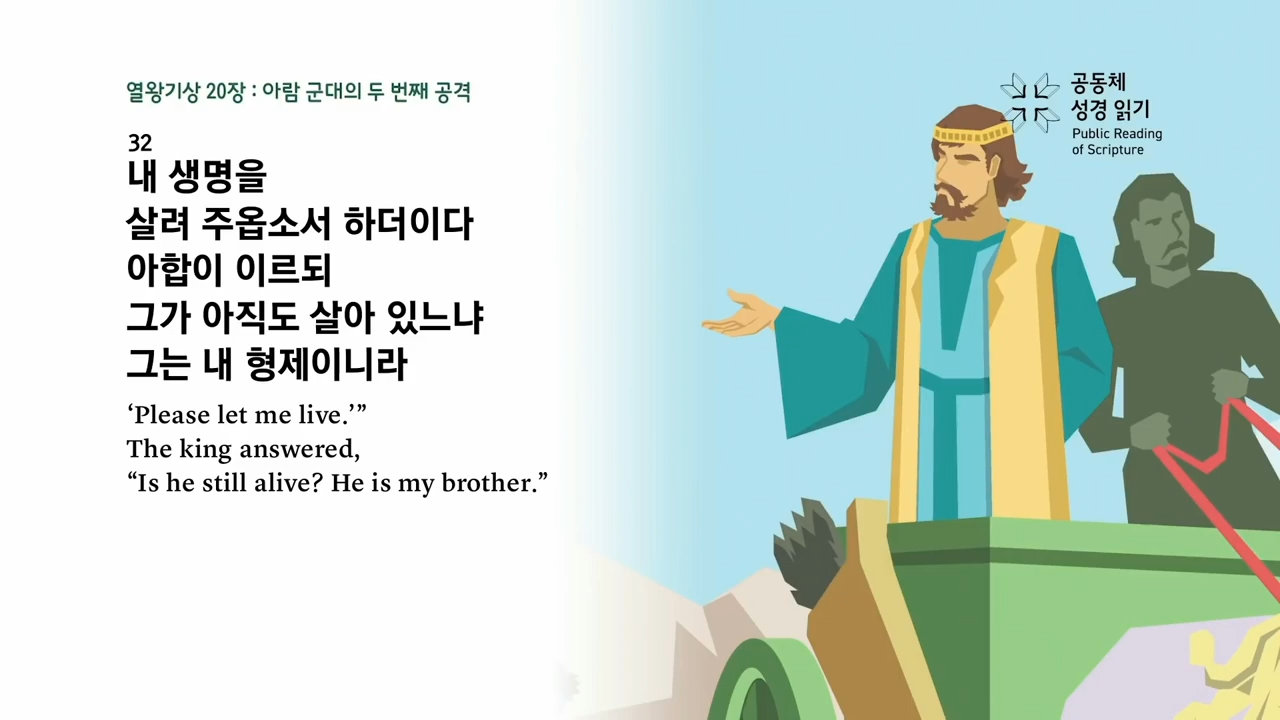 열왕기상 20장 : 아람 군대의 두 번째 공격
32
내 생명을
살려 주옵소서 하더이다
아합이 이르되
그가 아직도 살아 있느냐
그는 내 형제이니라
‘Please let me live.’”
The king answered,
“Is he still alive? He is my brother.”
공동체
성경 읽기
Public Reading
of Scripture